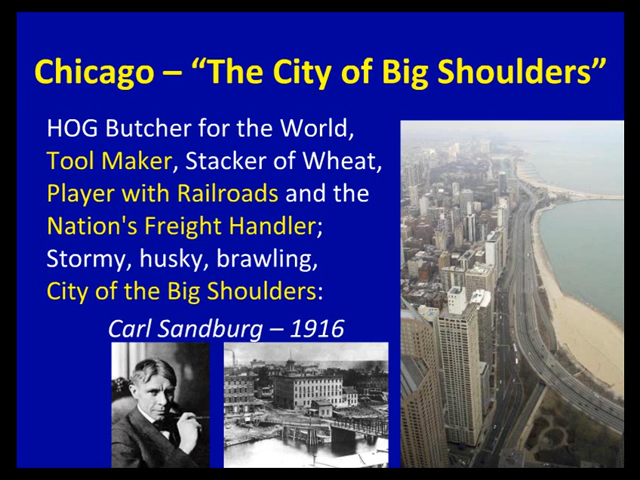 Chicago – “The City of Big Shoulders”
HOG Butcher for the World,
Tool Maker, Stacker of Wheat,
Player with Railroads and the
Nation's Freight Handler;
Stormy, husky, brawling,
City of the Big Shoulders:
Carl Sandburg – 1916